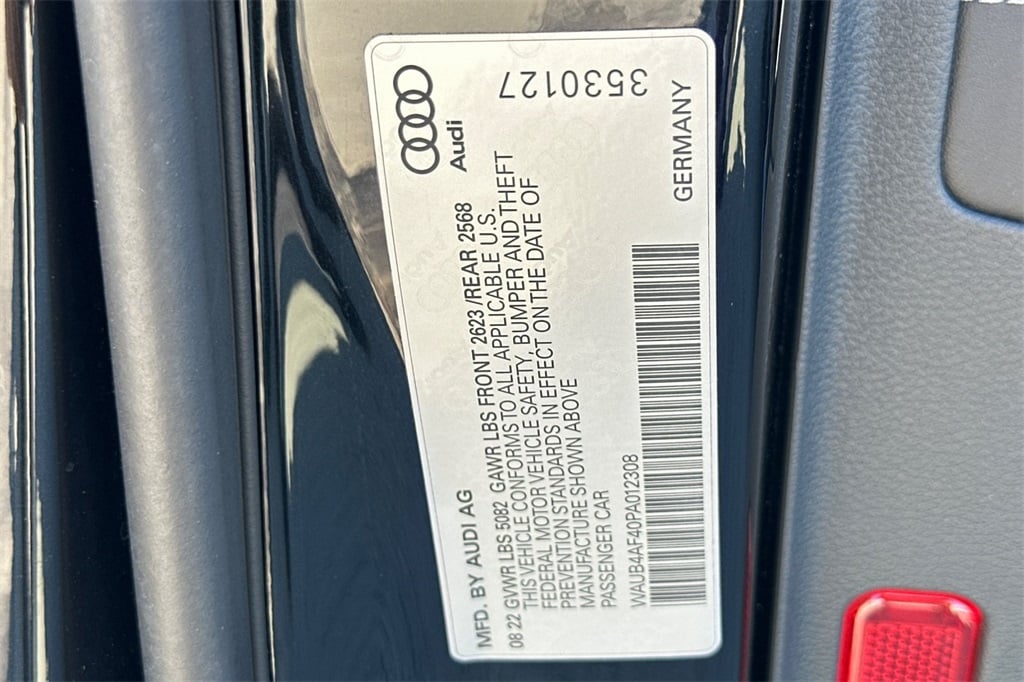 Audi
3530127
GERMANY
MFD. BY AUDI AG
08 22 GVWR LBS 5082 GAWR LBS FRONT 2623 /REAR 2568
THIS VEHICLE CONFORMS TO ALL APPLICABLE U.S.
FEDERAL MOTOR VEHICLE SAFETY, BUMPER AND THEFT
PREVENTION STANDARDS IN EFFECT ON THE DATE OF
MANUFACTURE SHOWN ABOVE
PASSENGER CAR
WAUB4AF40PA012308